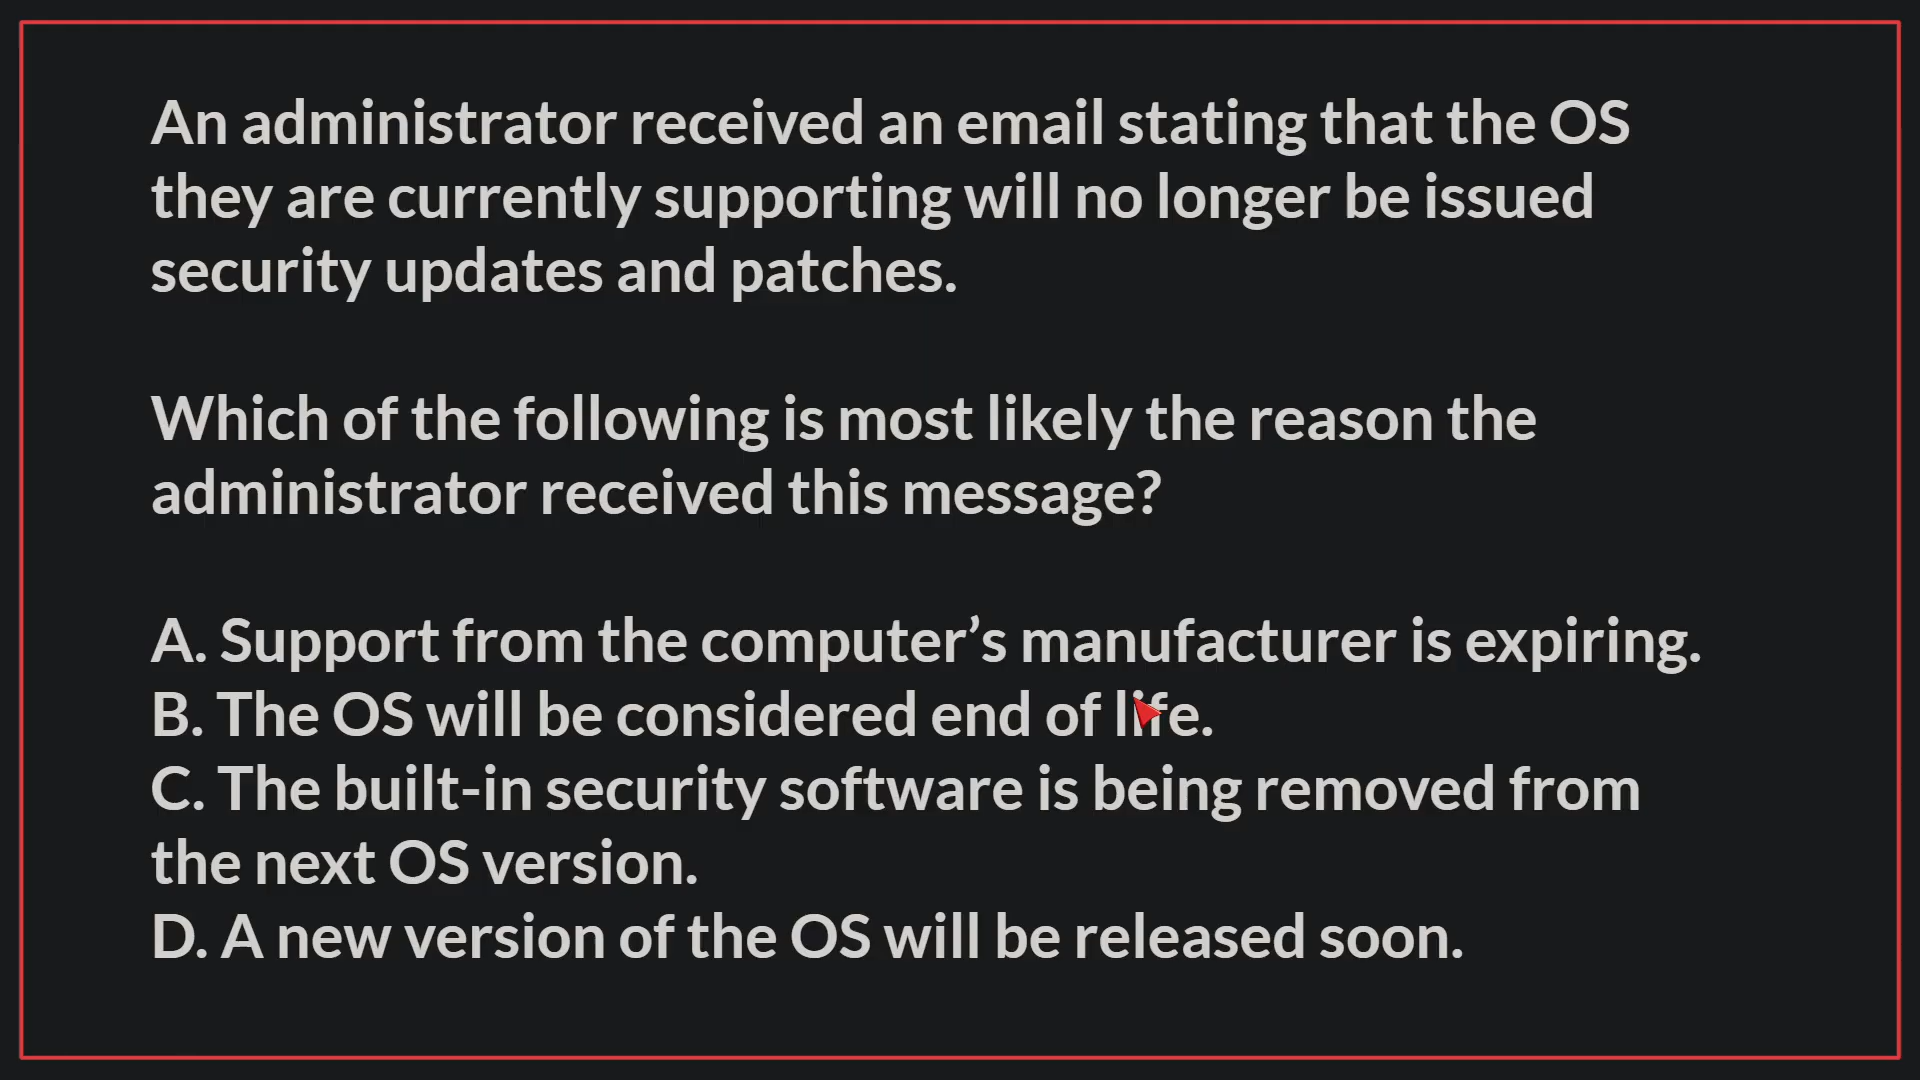 An administrator received an email stating that the OS
they are currently supporting will no longer be issued
security updates and patches.
Which of the following is most likely the reason the
administrator received this message?
A. Support from the computer’s manufacturer is expiring.
B. The OS will be considered end of life.
C. The built-in security software is being removed from
the next OS version.
D. A new version of the OS will be released soon.